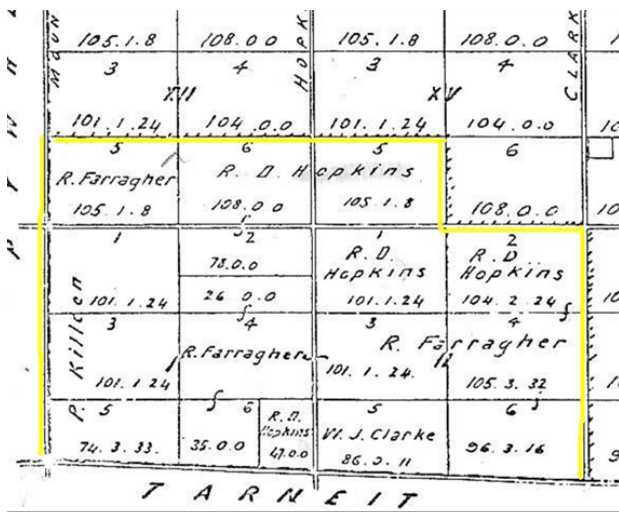 105.1.8 108.0.0 105.1.8 108.0.0
3 4 3 4
XV
101.1.24 104.0.0 101.1.24 104.0.0
5 6 5 6
R. Farragher R. D. Hopkins
105.1.8 108.0.0 105.1.8 108.0.0
1 2 1 2
78.0.0
R. D. Hopkins
R. D. Hopkins
101.1.24 26.0.0 101.1.24 104.2.24
3 4 3 4
P. Killeen
R. Farragher
R. Farragher
101.1.24 101.1.24. 105.3.32
5 6 5 6
R. D. Hopkins
W. J. Clarke
74.3.33. 35.0.0 47.0.0 96.3.16
TARNEIT
MOUN
HOPK
CLARK